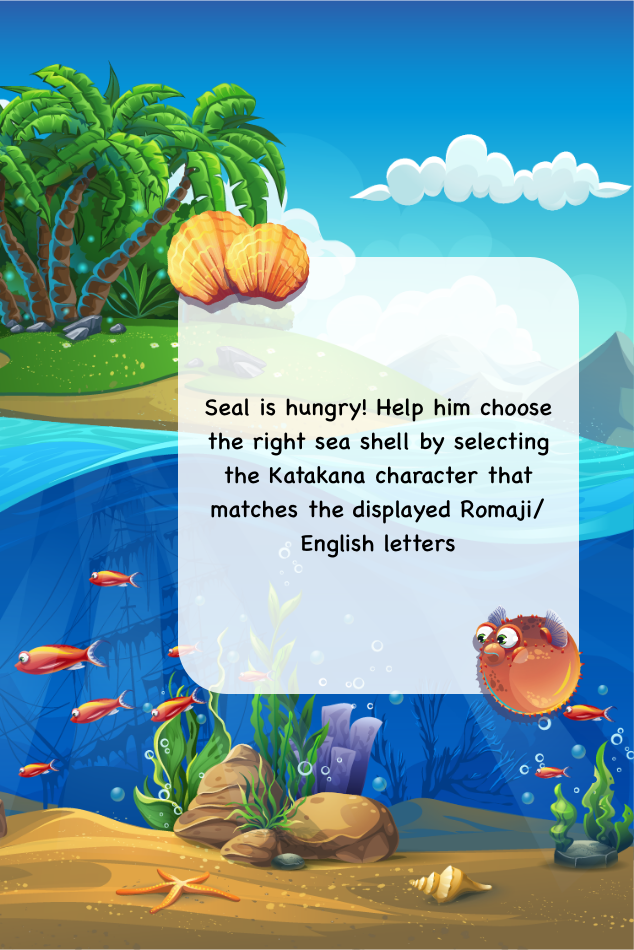 Seal is hungry! Help him choose
the right sea shell by selecting
the Katakana character that
matches the displayed Romaji/
English letters